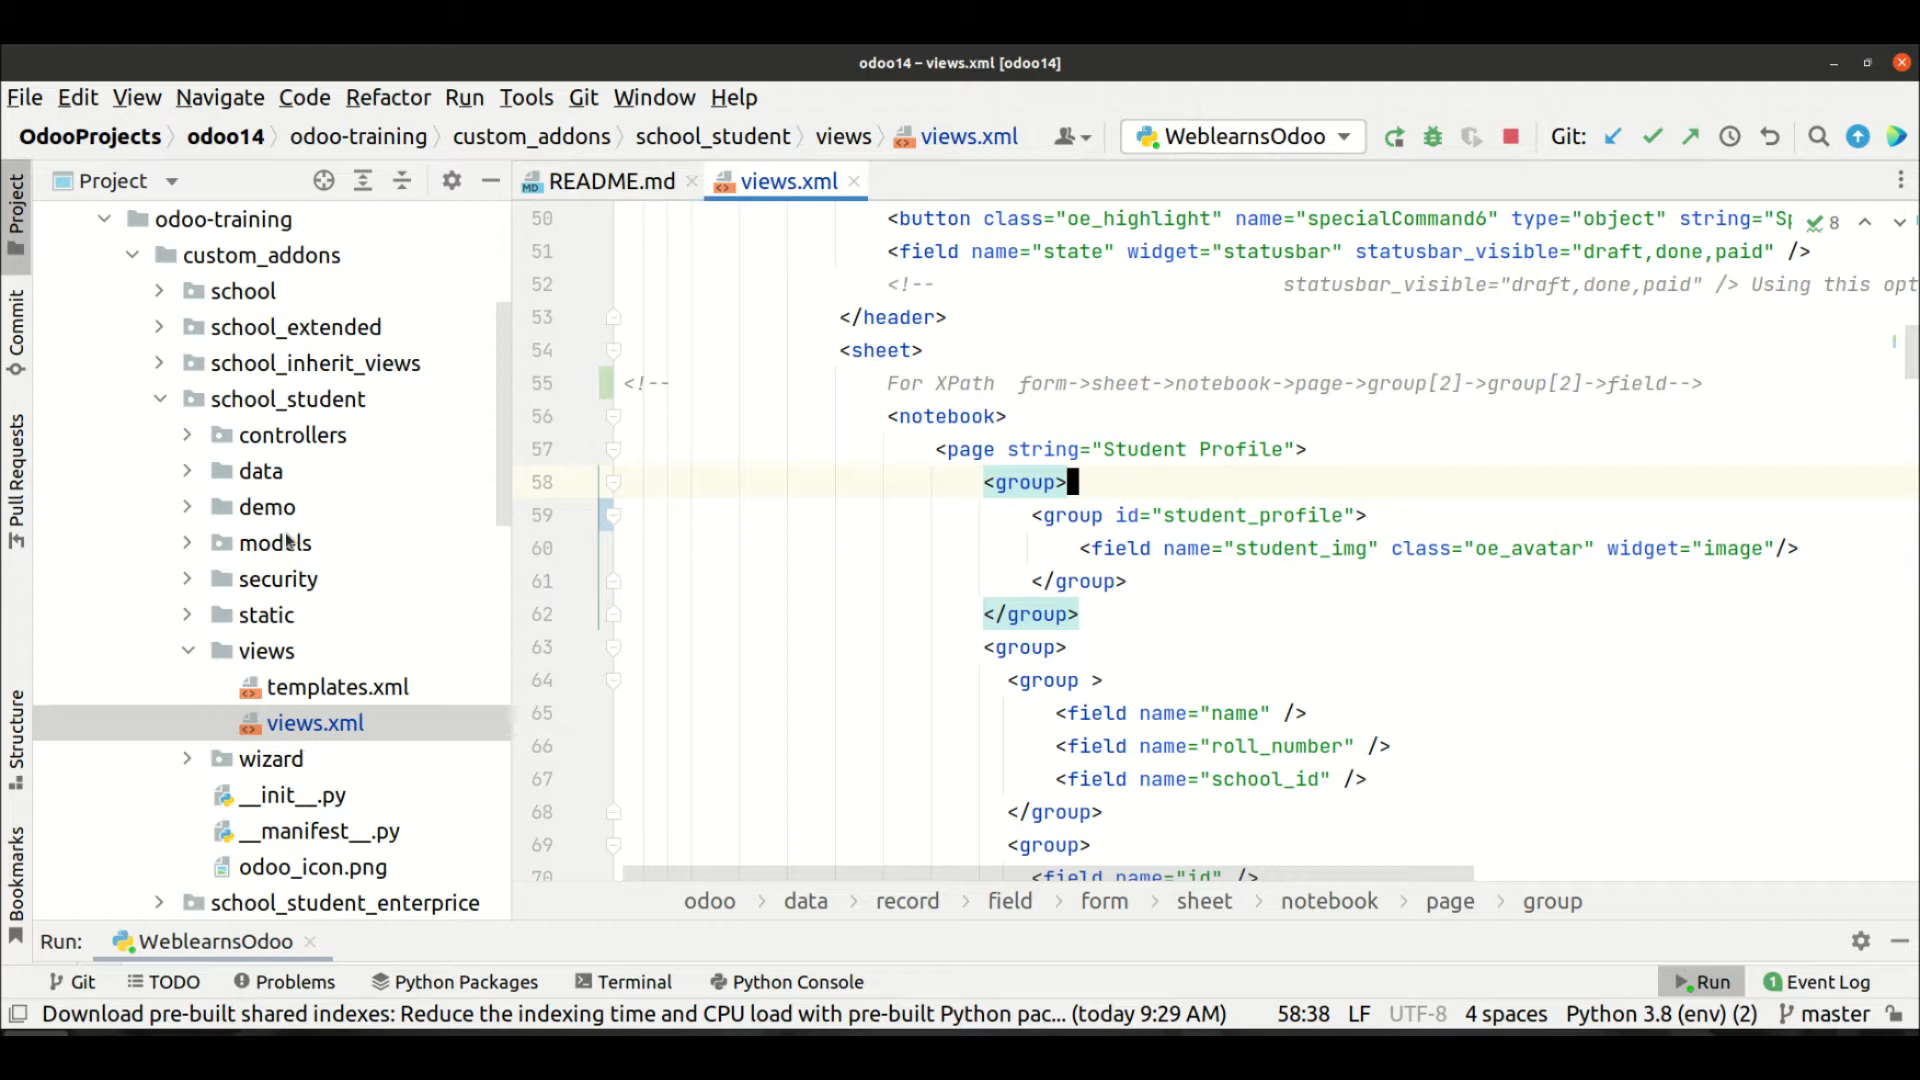 odoo14 – views.xml [odoo14]
File Edit View Navigate Code Refactor Run Tools Git Window Help
OdooProjects odoo14 odoo-training custom_addons school_student views views.xml WeblearnsOdoo Git:
Project README.md views.xml
Project
Commit
Pull Requests
Structure
Bookmarks
odoo-training
custom_addons
school
school_extended
school_inherit_views
school_student
controllers
data
demo
models
security
static
views
templates.xml
views.xml
wizard
__init__.py
__manifest__.py
odoo_icon.png
school_student_enterprice
8
50 <button class="oe_highlight" name="specialCommand6" type="object" string="Sp
51 <field name="state" widget="statusbar" statusbar_visible="draft,done,paid" />
52 <!-- statusbar_visible="draft,done,paid" /> Using this opt
53 </header>
54 <sheet>
55 <!-- For XPath form->sheet->notebook->page->group[2]->group[2]->field-->
56 <notebook>
57 <page string="Student Profile">
58 <group>
59 <group id="student_profile">
60 <field name="student_img" class="oe_avatar" widget="image"/>
61 </group>
62 </group>
63 <group>
64 <group >
65 <field name="name" />
66 <field name="roll_number" />
67 <field name="school_id" />
68 </group>
69 <group>
70 <field name="id" />
odoo data record field form sheet notebook page group
Run: WeblearnsOdoo
Git TODO Problems Python Packages Terminal Python Console Run 1 Event Log
Download pre-built shared indexes: Reduce the indexing time and CPU load with pre-built Python pac... (today 9:29 AM) 58:38 LF UTF-8 4 spaces Python 3.8 (env) (2) master